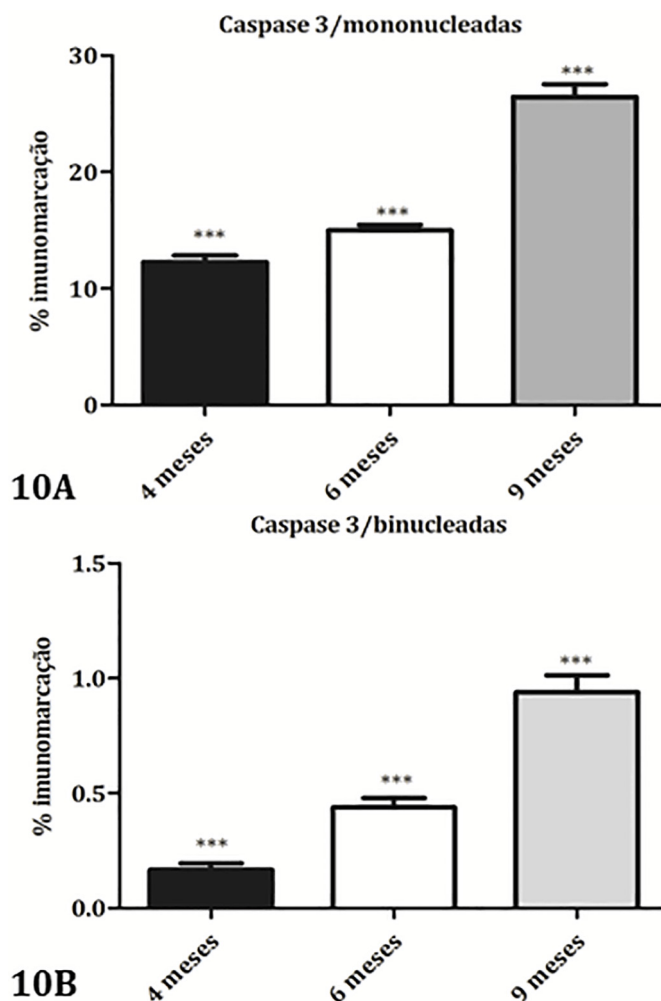 Caspase 3/mononucleadas
30
20
10
0
% imunomarcação
***
***
***
4 meses
6 meses
9 meses
10A
Caspase 3/binucleadas
1.5
1.0
0.5
0.0
% imunomarcação
***
***
***
4 meses
6 meses
9 meses
10B